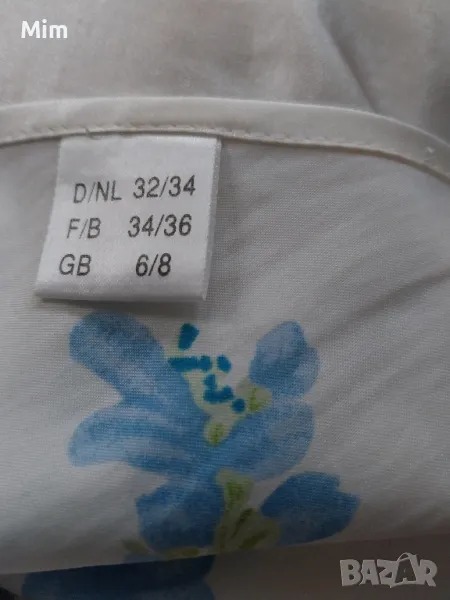 Mim
D/NL 32/34
F/B 34/36
GB 6/8
BAZAR